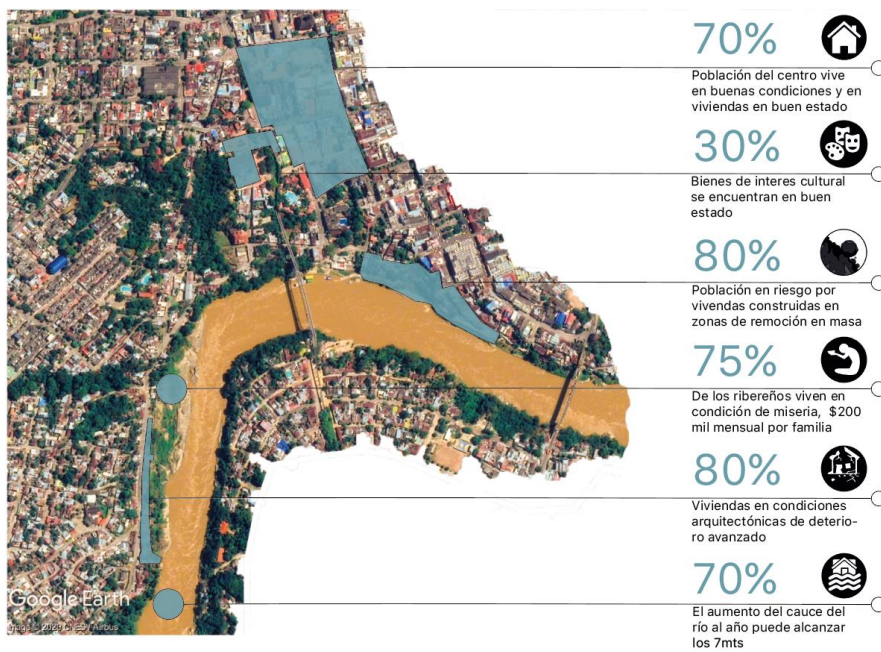 70%
Población del centro vive
en buenas condiciones y en
viviendas en buen estado
30%
Bienes de interes cultural
se encuentran en buen
estado
80%
Población en riesgo por
vivendas construidas en
zonas de remoción en masa
75%
De los ribereños viven en
condición de miseria, $200
mil mensual por familia
80%
Viviendas en condiciones
arquitectónicas de deterio-
ro avanzado
70%
El aumento del cauce del
río al año puede alcanzar
los 7mts
Google Earth
© 2020 CNES / Airbus